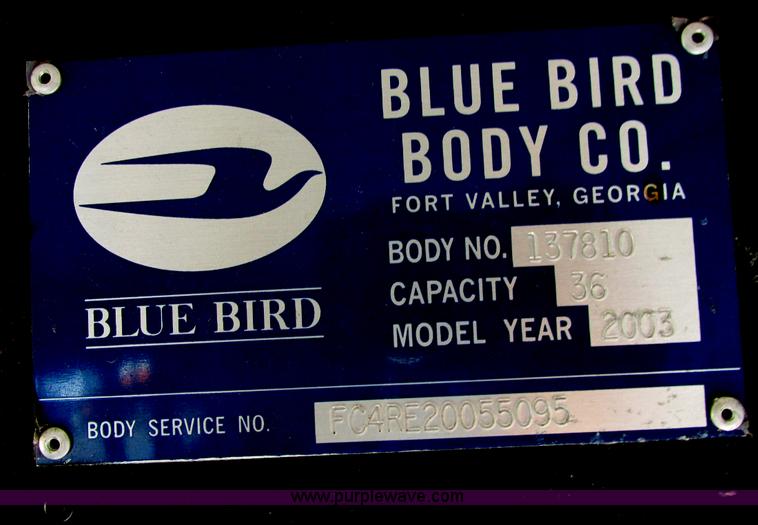 BLUE BIRD
BODY CO.
FORT VALLEY, GEORGIA
BODY NO. 137810
CAPACITY 36
MODEL YEAR 2003
BLUE BIRD
BODY SERVICE NO. FC4RE20055095
www.purplewave.com